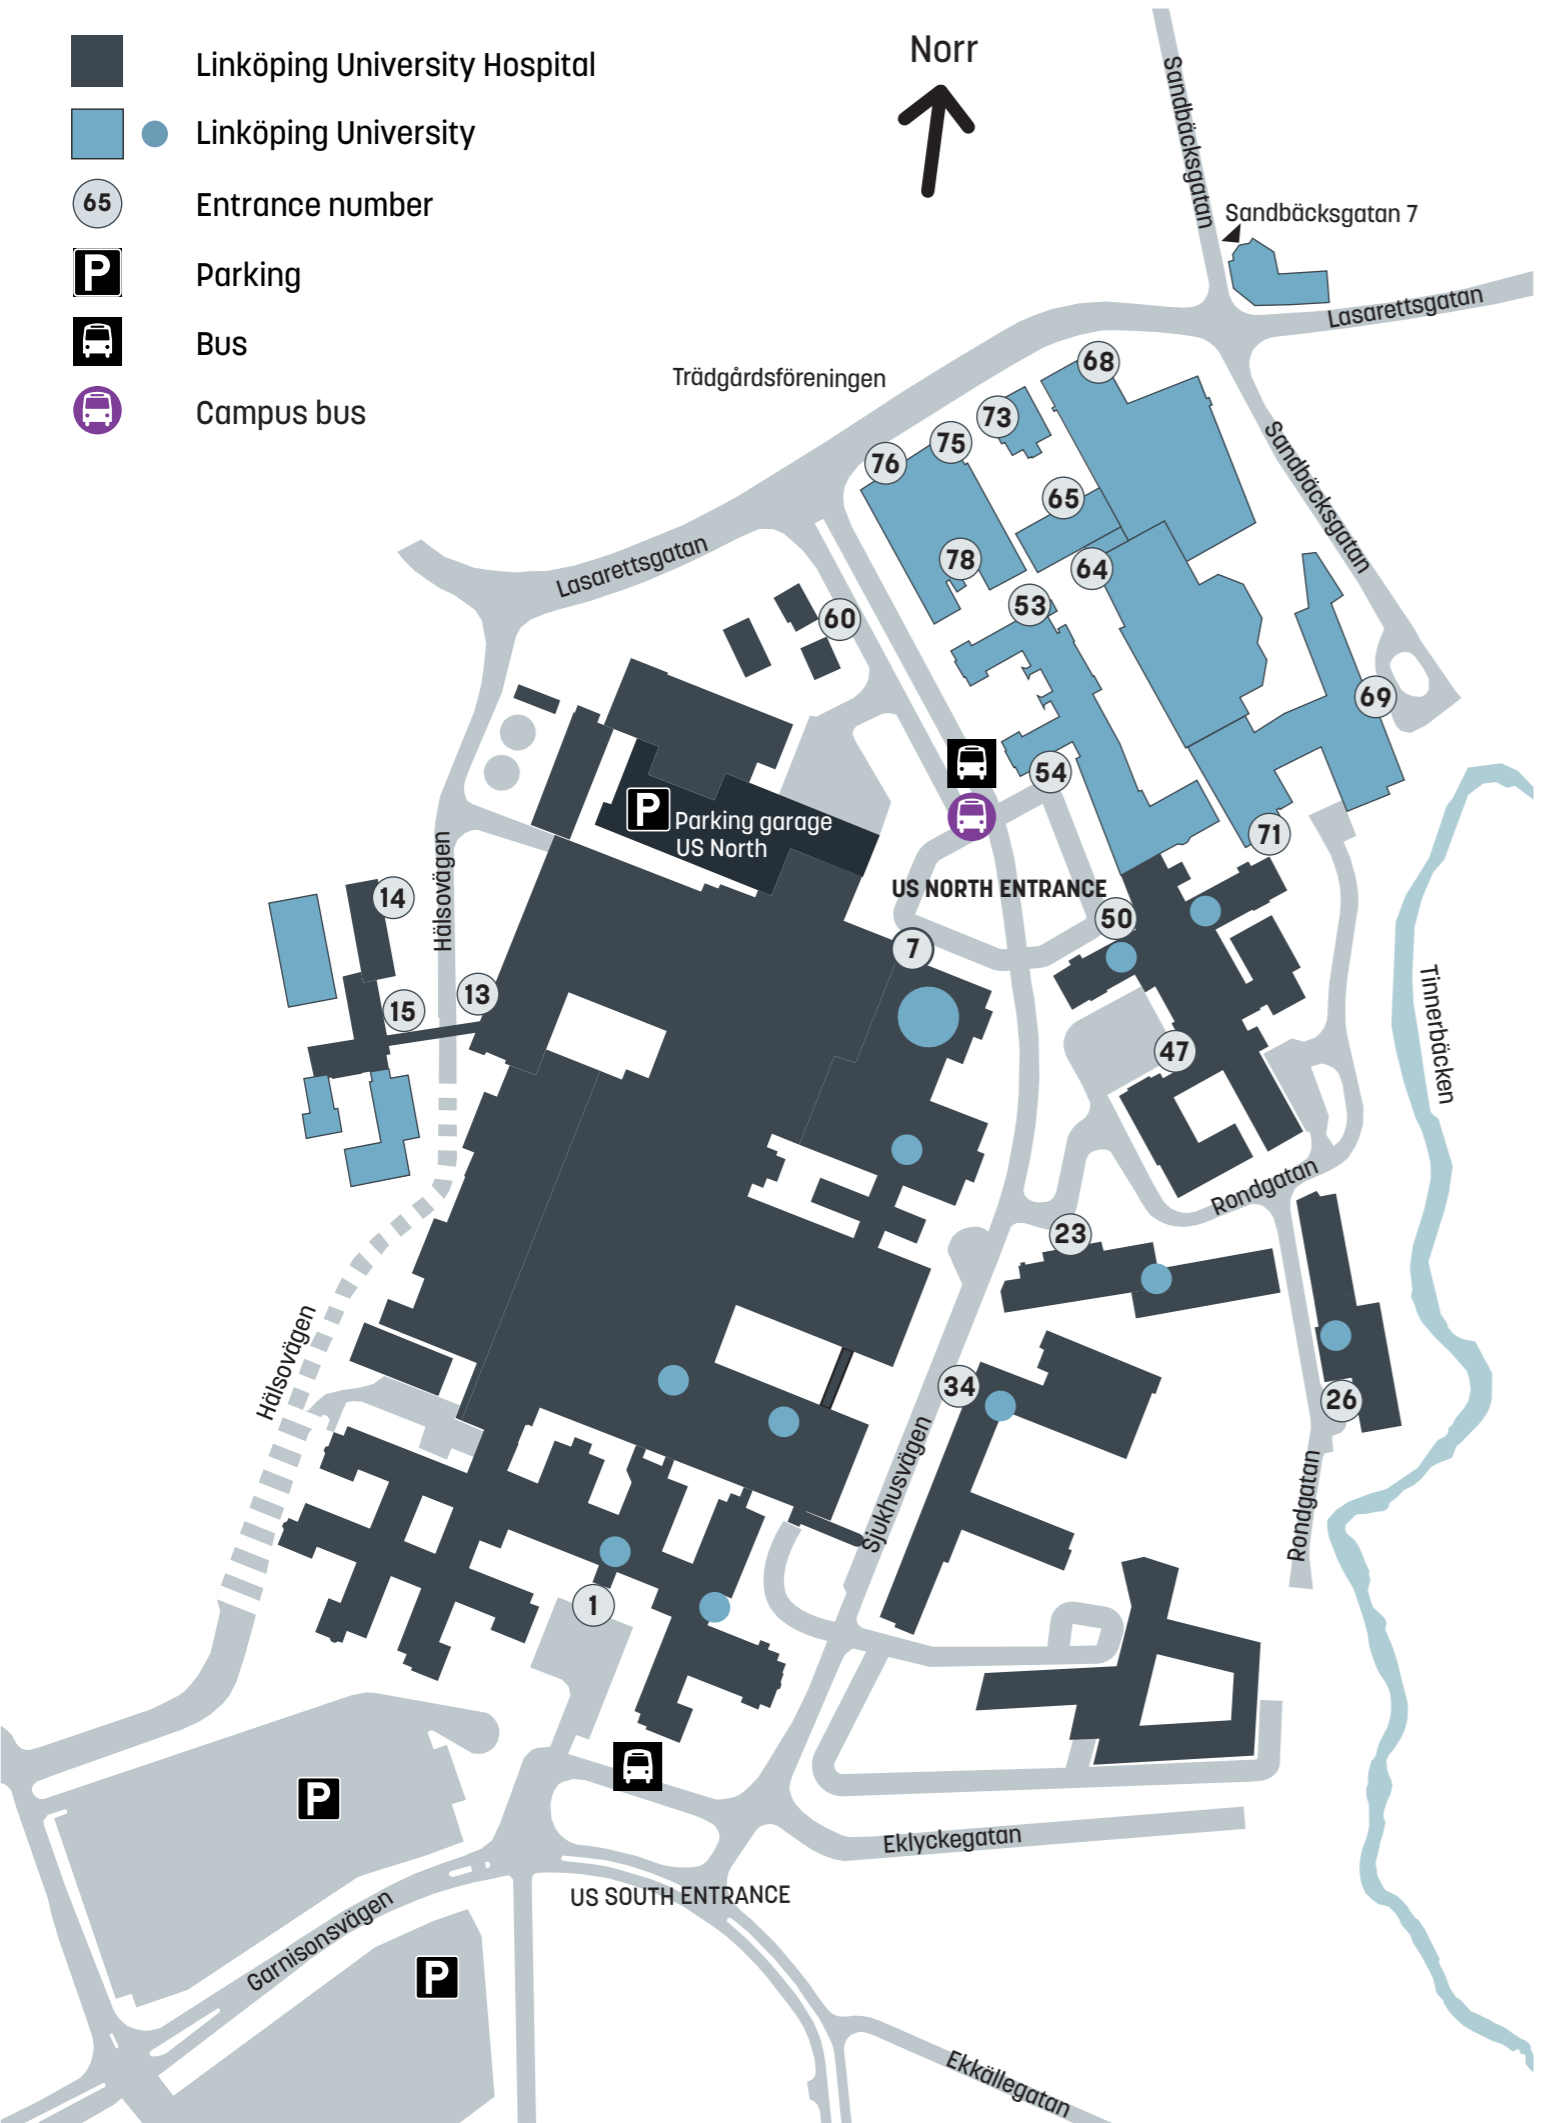 Linköping University Hospital
Linköping University
65
Entrance number
P
Parking
Bus
Campus bus
Norr
Sandbäcksgatan
Sandbäcksgatan 7
Lasarettsgatan
Trädgårdsföreningen
68
73
75
76
65
78
64
53
Sandbäcksgatan
Lasarettsgatan
60
69
54
P
Parking garage
US North
71
US NORTH ENTRANCE
50
7
14
Hälsovägen
13
15
47
Tinnerbäcken
Rondgatan
23
Hälsovägen
34
26
Sjukhusvägen
Rondgatan
1
P
Eklyckegatan
US SOUTH ENTRANCE
Garnisonsvägen
P
Ekkällegatan